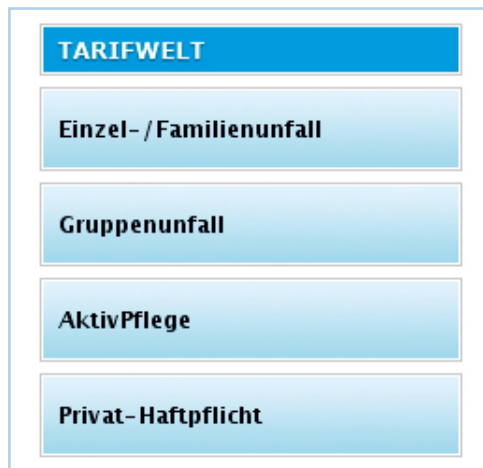 TARIFWELT
Einzel-/Familienunfall
Gruppenunfall
AktivPflege
Privat-Haftpflicht